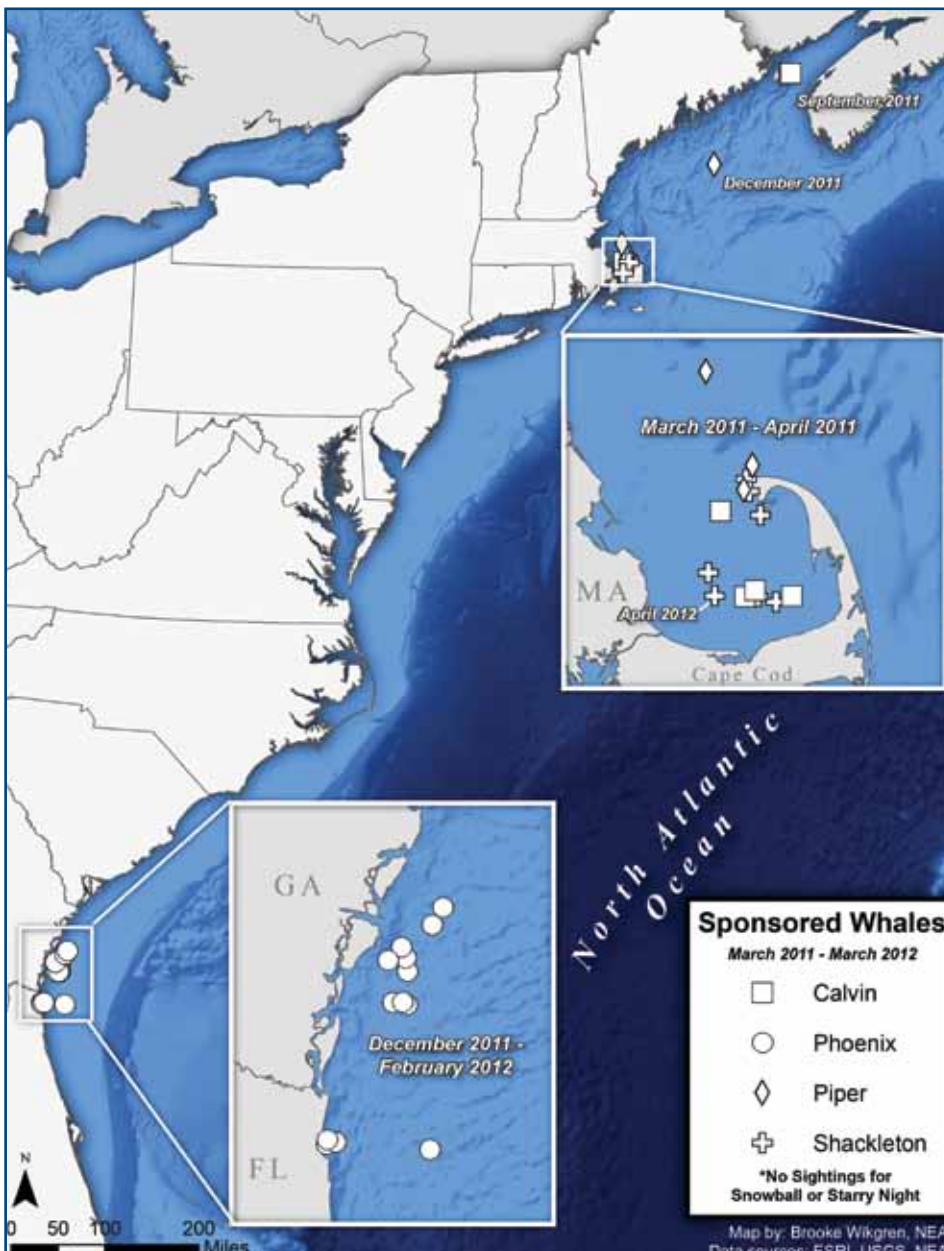 September 2011
December 2011
March 2011 - April 2011
MA
April 2012
Cape Cod
North Atlantic
Ocean
GA
December 2011 -
February 2012
FL
Sponsored Whales
March 2011 - March 2012
Calvin
Phoenix
Piper
Shackleton
*No Sightings for
Snowball or Starry Night
N
0 50 100 200
Miles
Map by: Brooke Wikgren, NEA
Data sources: ESRI, USGS, NEA